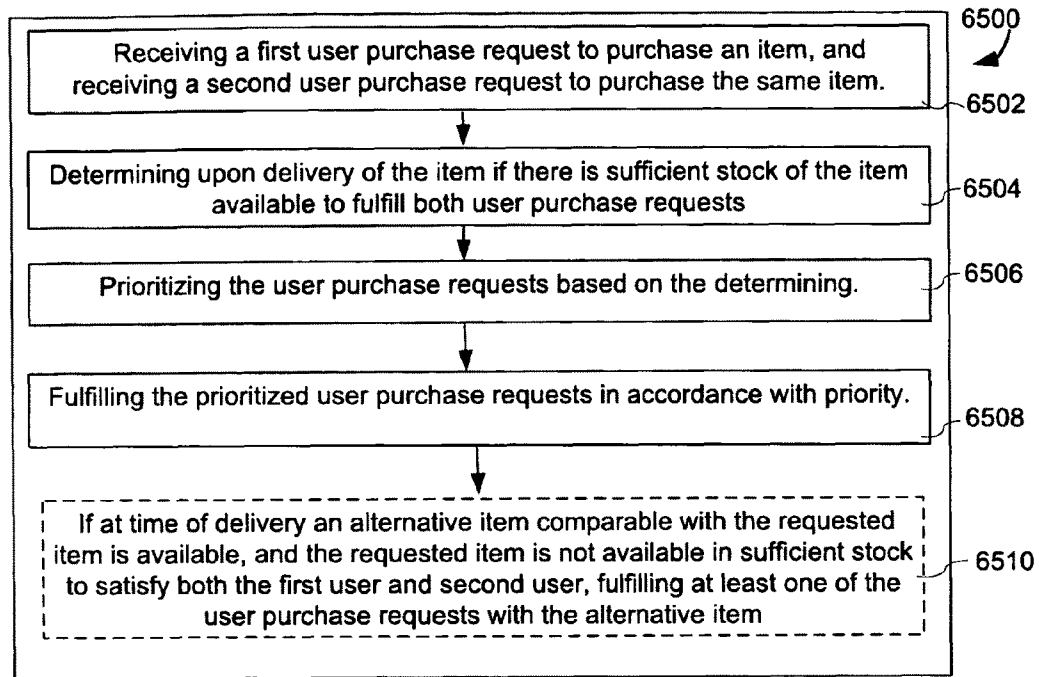 6500
Receiving a first user purchase request to purchase an item, and
receiving a second user purchase request to purchase the same item.
6502
Determining upon delivery of the item if there is sufficient stock of the item
available to fulfill both user purchase requests
6504
Prioritizing the user purchase requests based on the determining.
6506
Fulfilling the prioritized user purchase requests in accordance with priority.
6508
If at time of delivery an alternative item comparable with the requested
item is available, and the requested item is not available in sufficient stock
to satisfy both the first user and second user, fulfilling at least one of the
user purchase requests with the alternative item
6510